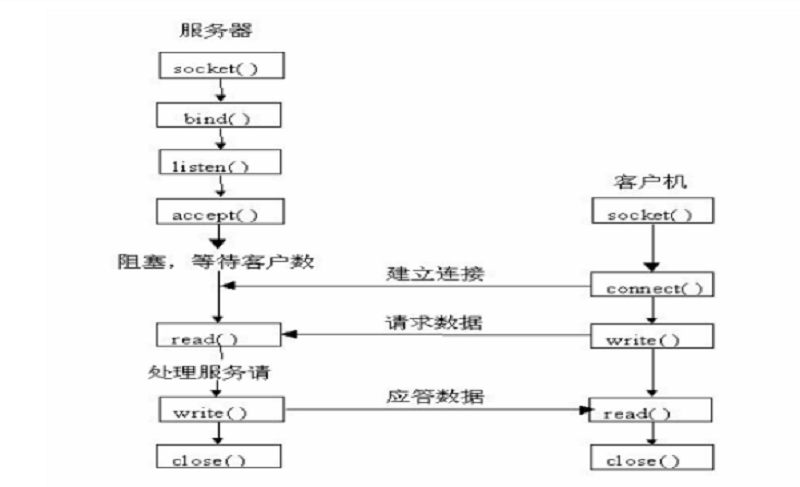 服务器
socket()
bind()
listen()
accept()
阻塞，等待客户数
read()
处理服务请
write()
close()
客户机
socket()
connect()
write()
read()
close()
建立连接
请求数据
应答数据